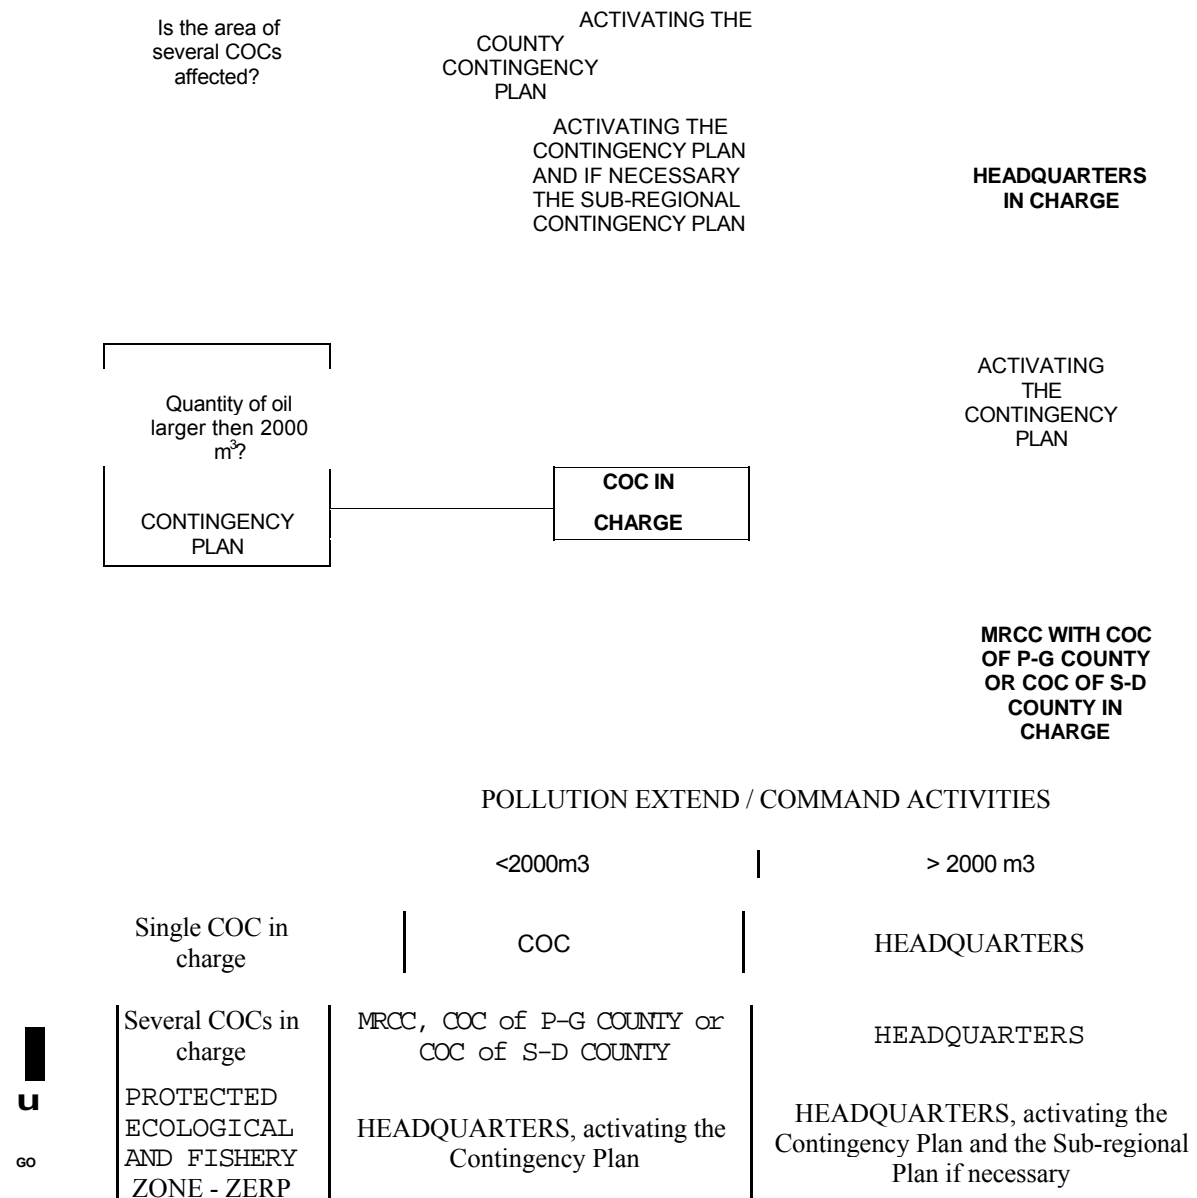 Is the area of
several COCs
affected?
ACTIVATING THE
COUNTY
CONTINGENCY
PLAN
ACTIVATING THE
CONTINGENCY PLAN
AND IF NECESSARY
THE SUB-REGIONAL
CONTINGENCY PLAN
HEADQUARTERS
IN CHARGE
Quantity of oil
larger then 2000
m³?
CONTINGENCY
PLAN
COC IN
CHARGE
ACTIVATING
THE
CONTINGENCY
PLAN
MRCC WITH COC
OF P-G COUNTY
OR COC OF S-D
COUNTY IN
CHARGE
POLLUTION EXTEND / COMMAND ACTIVITIES
<2000m3 > 2000 m3
Single COC in
charge
COC
HEADQUARTERS
Several COCs in
charge
MRCC, COC of P-G COUNTY or
COC of S-D COUNTY
HEADQUARTERS
u
GO
PROTECTED
ECOLOGICAL
AND FISHERY
ZONE - ZERP
HEADQUARTERS, activating the
Contingency Plan
HEADQUARTERS, activating the
Contingency Plan and the Sub-regional
Plan if necessary